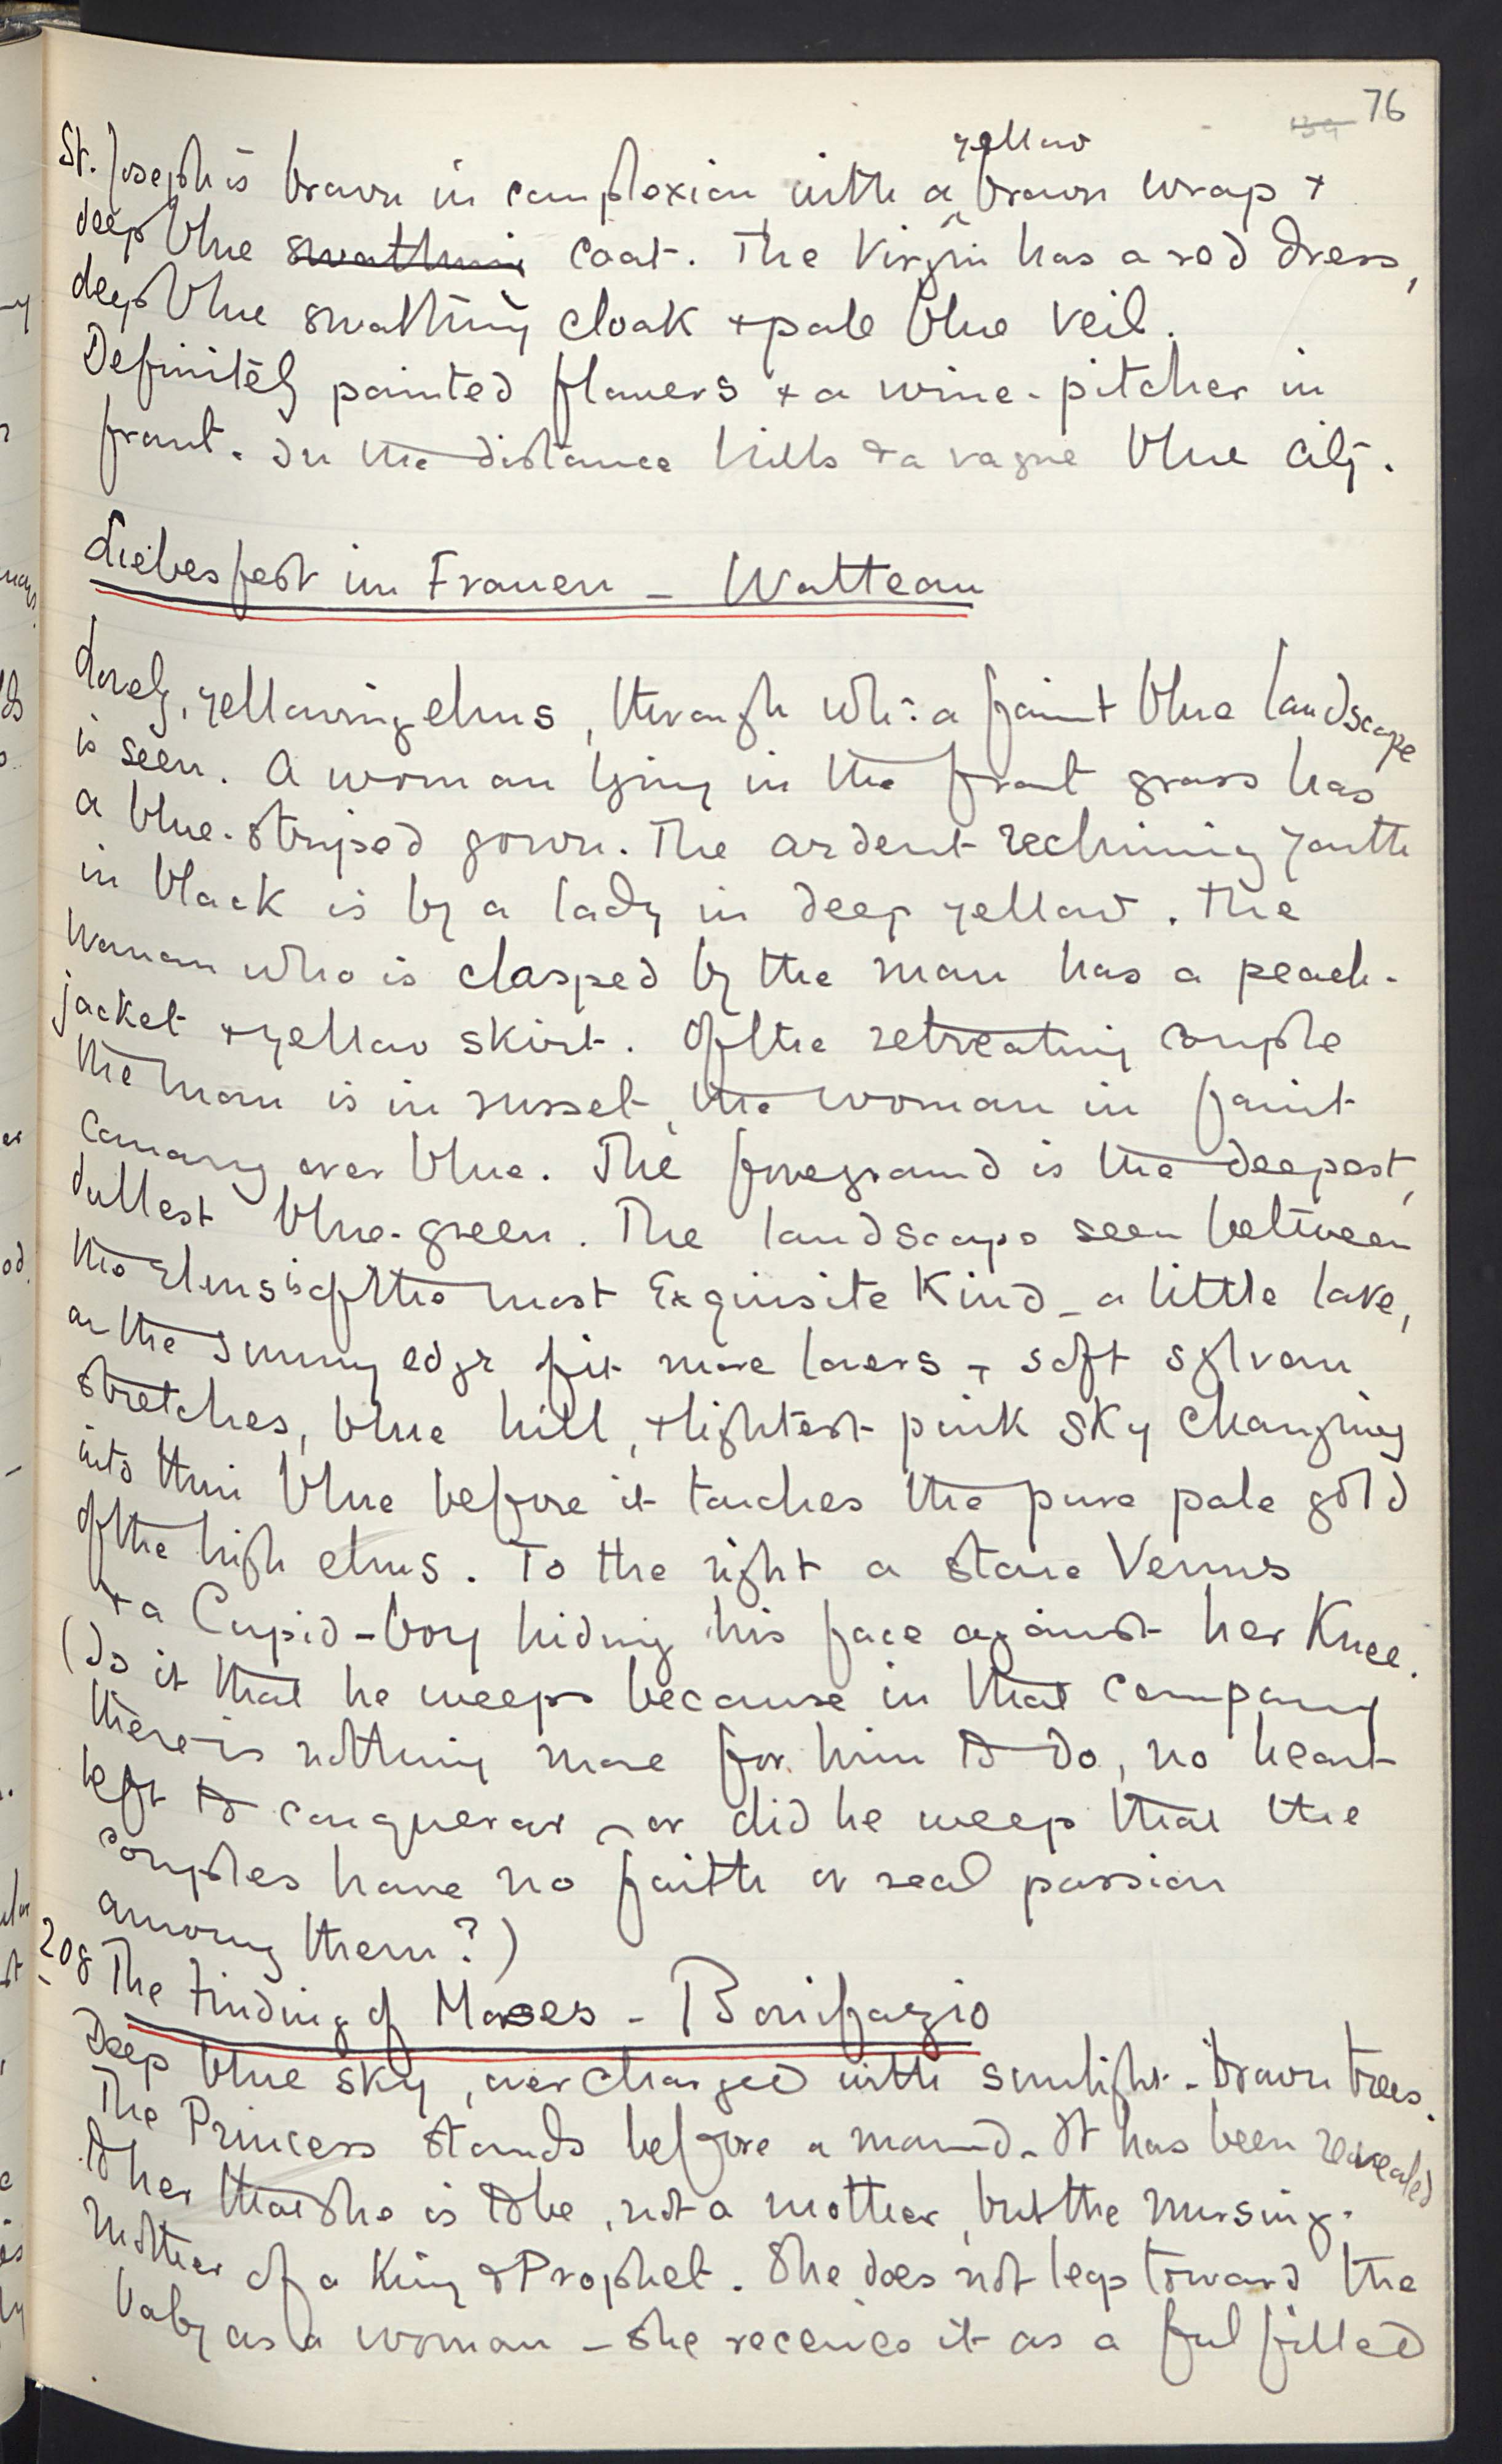 76
yellow
St. Joseph is brown in complexion with a ^ brown wrap +
deep blue swathing coat. The Virgin has a red dress,
deep blue swathing cloak + pale blue veil.
Definitely painted flowers + a wine-pitcher in
front. In the distance hills + a vague blue city.
Liebesfest im Frauen – Watteau
Lovely, yellowing elms, through wh: a faint blue landscape
is seen. A woman lying in the front grass has
a blue-striped gown. The ardent reclining youth
in black is by a lady in deep yellow. The
woman who is clasped by the man has a peach-
jacket + yellow skirt. Of the retreating couple
the man is in russet, the woman in faint
canary over blue. The foreground is the deepest,
dullest blue-green. The landscape seen between
the elms is of the most exquisite kind – a little lake,
on the sunny edge sit more lovers – soft sylvan
stretches, blue hill, + lightest pink sky changing
into thin blue before it touches the pure pale gold
of the high elms. To the right a stone Venus
+ a Cupid-boy hiding his face against her knee.
(Is it that he weeps because in that company
there is nothing more for him to do, no heart
left to conqueror – or did he weep that the
couples have no faith or real passion
among them?)
208 The Finding of Moses – Bonifazio
Deep blue sky, overcharged with sunlight – brown trees.
The Princess stands before a mound – It has been revealed
to her that she is to be, not a mother, but the nursing-
mother of a King + Prophet. She does not leap toward the
baby as a woman – she receives it as a fulfilled